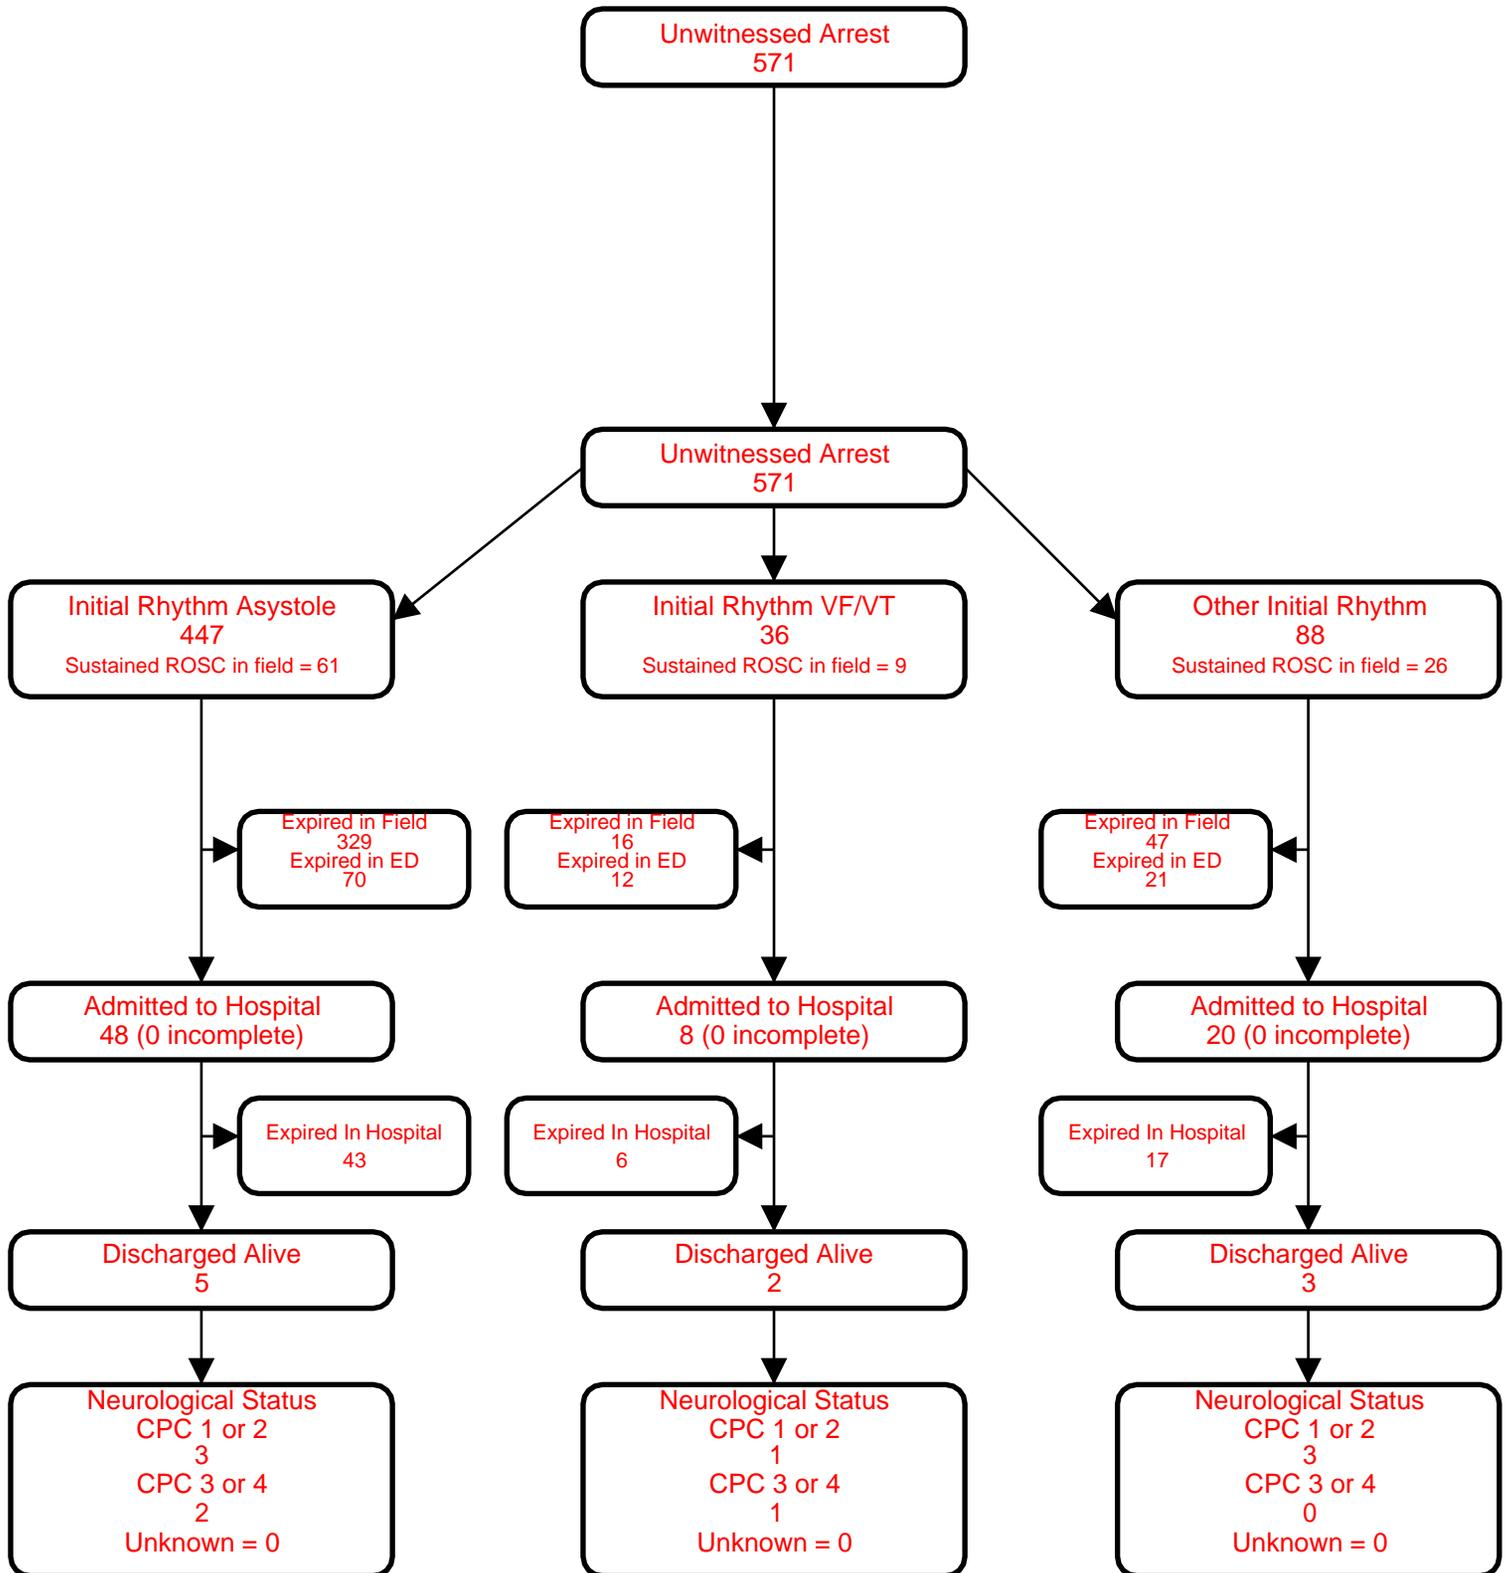 Unwitnessed Arrest
571
Unwitnessed Arrest
571
Initial Rhythm Asystole
447
Sustained ROSC in field = 61
Initial Rhythm VF/VT
36
Sustained ROSC in field = 9
Other Initial Rhythm
88
Sustained ROSC in field = 26
Expired in Field
329
Expired in ED
70
Expired in Field
16
Expired in ED
12
Expired in Field
47
Expired in ED
21
Admitted to Hospital
48 (0 incomplete)
Admitted to Hospital
8 (0 incomplete)
Admitted to Hospital
20 (0 incomplete)
Expired In Hospital
43
Expired In Hospital
6
Expired In Hospital
17
Discharged Alive
5
Discharged Alive
2
Discharged Alive
3
Neurological Status
CPC 1 or 2
3
CPC 3 or 4
2
Unknown = 0
Neurological Status
CPC 1 or 2
1
CPC 3 or 4
1
Unknown = 0
Neurological Status
CPC 1 or 2
3
CPC 3 or 4
0
Unknown = 0